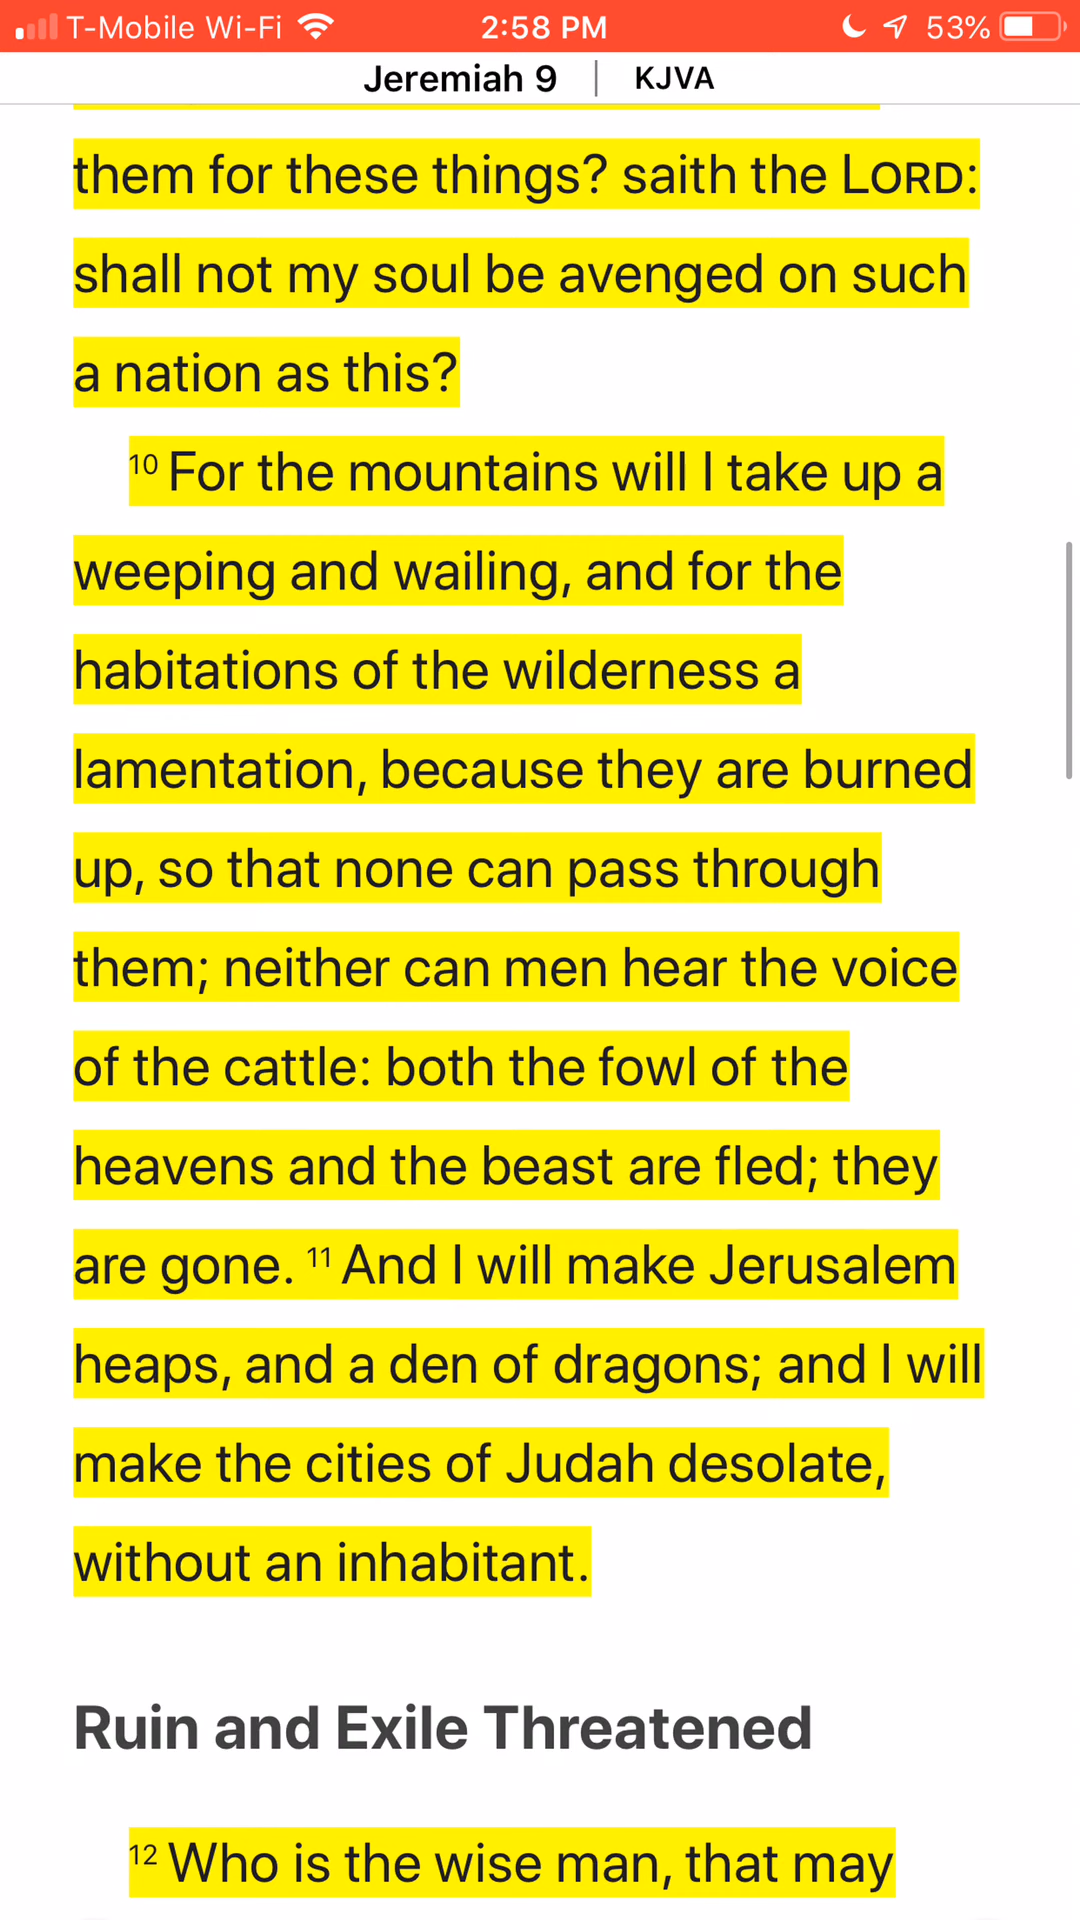 T-Mobile Wi-Fi 2:58 PM 53%
Jeremiah 9 | KJVA
them for these things? saith the LORD:
shall not my soul be avenged on such
a nation as this?
10 For the mountains will I take up a
weeping and wailing, and for the
habitations of the wilderness a
lamentation, because they are burned
up, so that none can pass through
them; neither can men hear the voice
of the cattle: both the fowl of the
heavens and the beast are fled; they
are gone. 11 And I will make Jerusalem
heaps, and a den of dragons; and I will
make the cities of Judah desolate,
without an inhabitant.
Ruin and Exile Threatened
12 Who is the wise man, that may